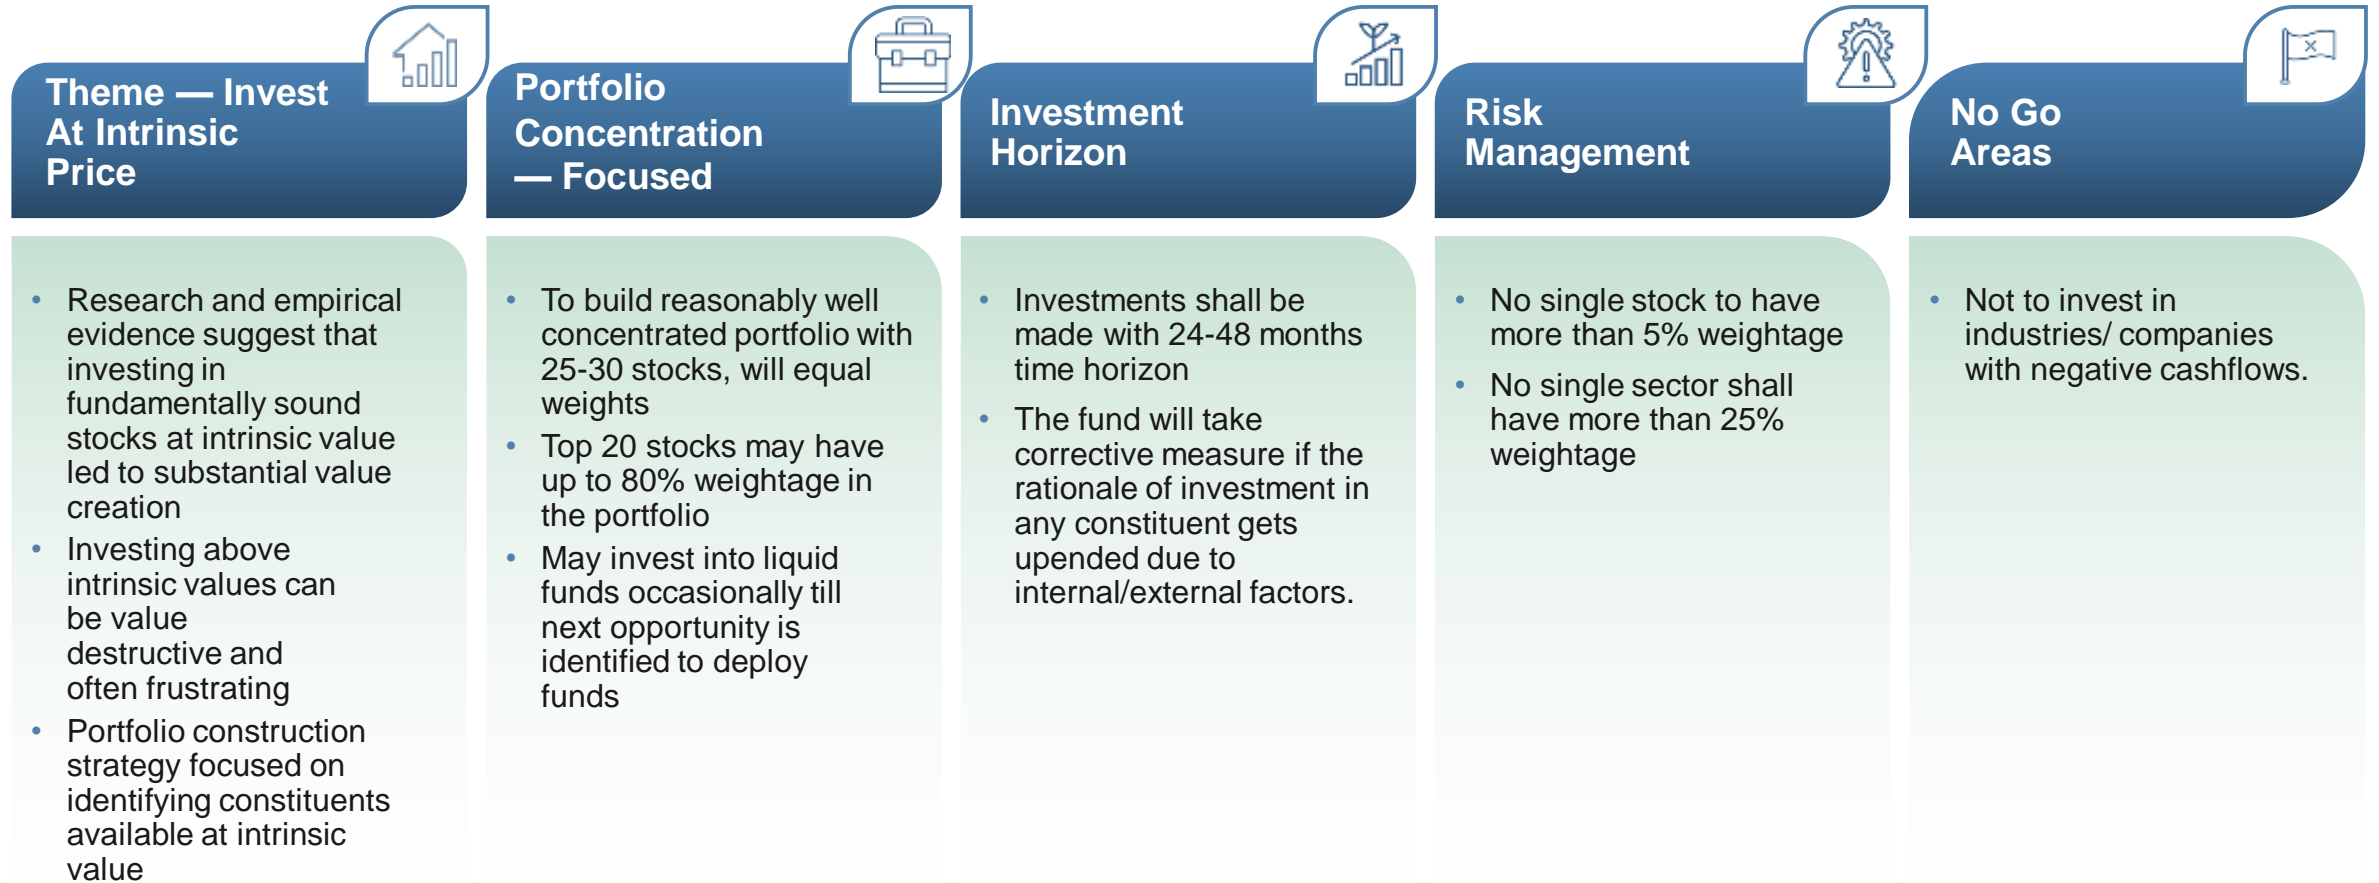 Theme — Invest
At Intrinsic
Price
• Research and empirical
evidence suggest that
investing in
fundamentally sound
stocks at intrinsic value
led to substantial value
creation
• Investing above
intrinsic values can
be value
destructive and
often frustrating
• Portfolio construction
strategy focused on
identifying constituents
available at intrinsic
value
Portfolio
Concentration
— Focused
• To build reasonably well
concentrated portfolio with
25-30 stocks, will equal
weights
• Top 20 stocks may have
up to 80% weightage in
the portfolio
• May invest into liquid
funds occasionally till
next opportunity is
identified to deploy
funds
Investment
Horizon
• Investments shall be
made with 24-48 months
time horizon
• The fund will take
corrective measure if the
rationale of investment in
any constituent gets
upended due to
internal/external factors.
Risk
Management
• No single stock to have
more than 5% weightage
• No single sector shall
have more than 25%
weightage
No Go
Areas
• Not to invest in
industries/ companies
with negative cashflows.